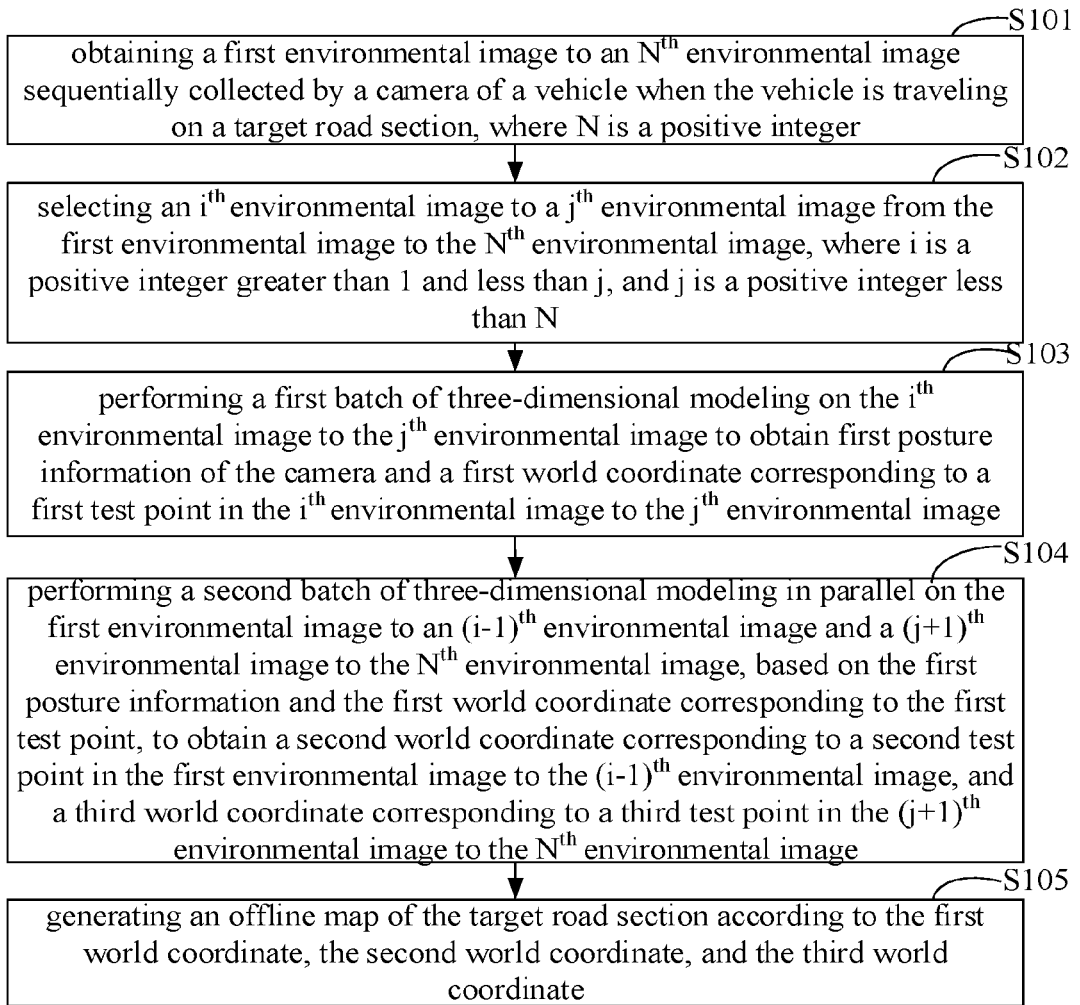 S101
obtaining a first environmental image to an Nth environmental image
sequentially collected by a camera of a vehicle when the vehicle is traveling
on a target road section, where N is a positive integer
S102
selecting an ith environmental image to a jth environmental image from the
first environmental image to the Nth environmental image, where i is a
positive integer greater than 1 and less than j, and j is a positive integer less
than N
S103
performing a first batch of three-dimensional modeling on the ith
environmental image to the jth environmental image to obtain first posture
information of the camera and a first world coordinate corresponding to a
first test point in the ith environmental image to the jth environmental image
S104
performing a second batch of three-dimensional modeling in parallel on the
first environmental image to an (i-1)th environmental image and a (j+1)th
environmental image to the Nth environmental image, based on the first
posture information and the first world coordinate corresponding to the first
test point, to obtain a second world coordinate corresponding to a second test
point in the first environmental image to the (i-1)th environmental image, and
a third world coordinate corresponding to a third test point in the (j+1)th
environmental image to the Nth environmental image
S105
generating an offline map of the target road section according to the first
world coordinate, the second world coordinate, and the third world
coordinate